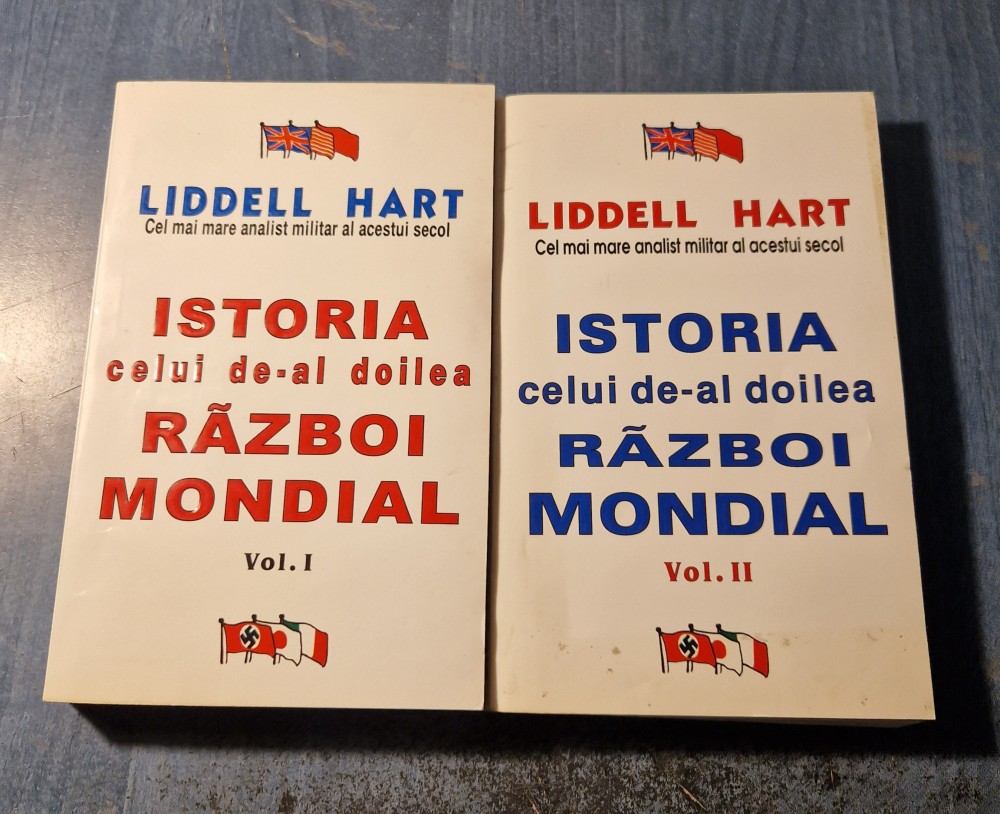 LIDDELL HART
Cel mai mare analist militar al acestui secol
ISTORIA
celui de-al doilea
RÃZBOI
MONDIAL
Vol. I
LIDDELL HART
Cel mai mare analist militar al acestui secol
ISTORIA
celui de-al doilea
RÃZBOI
MONDIAL
Vol. II